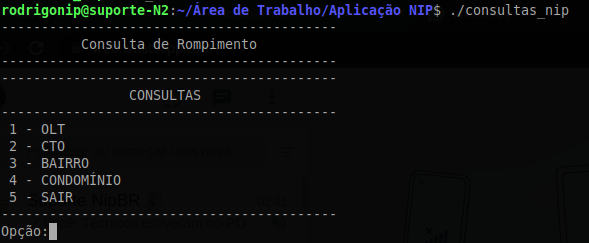 rodrigonip@suporte-N2:~/Área de Trabalho/Aplicação NIP$ ./consultas_nip
------------------------------------------
Consulta de Rompimento
------------------------------------------
------------------------------------------
CONSULTAS
------------------------------------------
1 - OLT
2 - CTO
3 - BAIRRO
4 - CONDOMÍNIO
5 - SAIR
------------------------------------------
Opção: